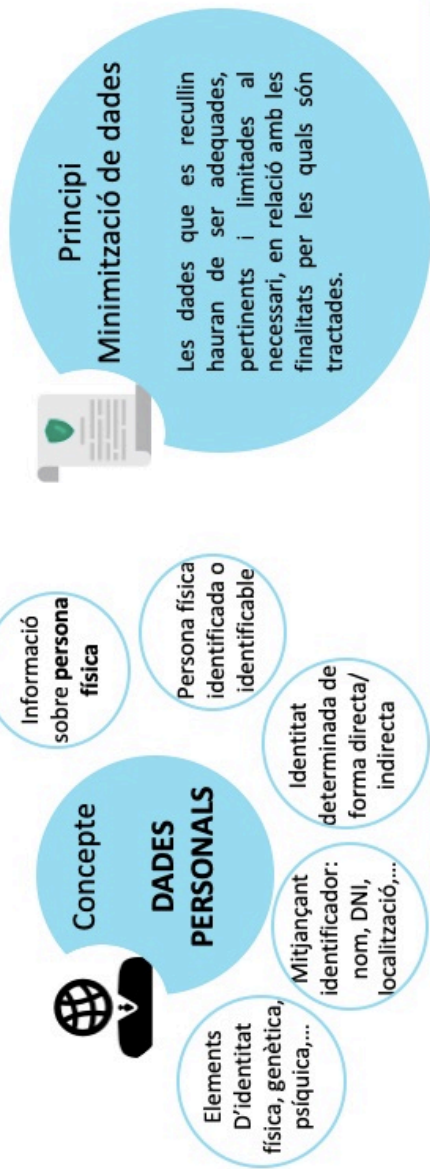 Concepte
DADES
PERSONALS
Informació
sobre persona
física
Persona física
identificada o
identificable
Identitat
determinada de
forma directa/
indirecta
Mitjançant
identificador:
nom, DNI,
localització,...
Elements
D'identitat
física, genètica,
psíquica,...
Principi
Minimització de dades
Les dades que es recullin
hauran de ser adequades,
pertinents i limitades al
necessari, en relació amb les
finalitats per les quals són
tractades.